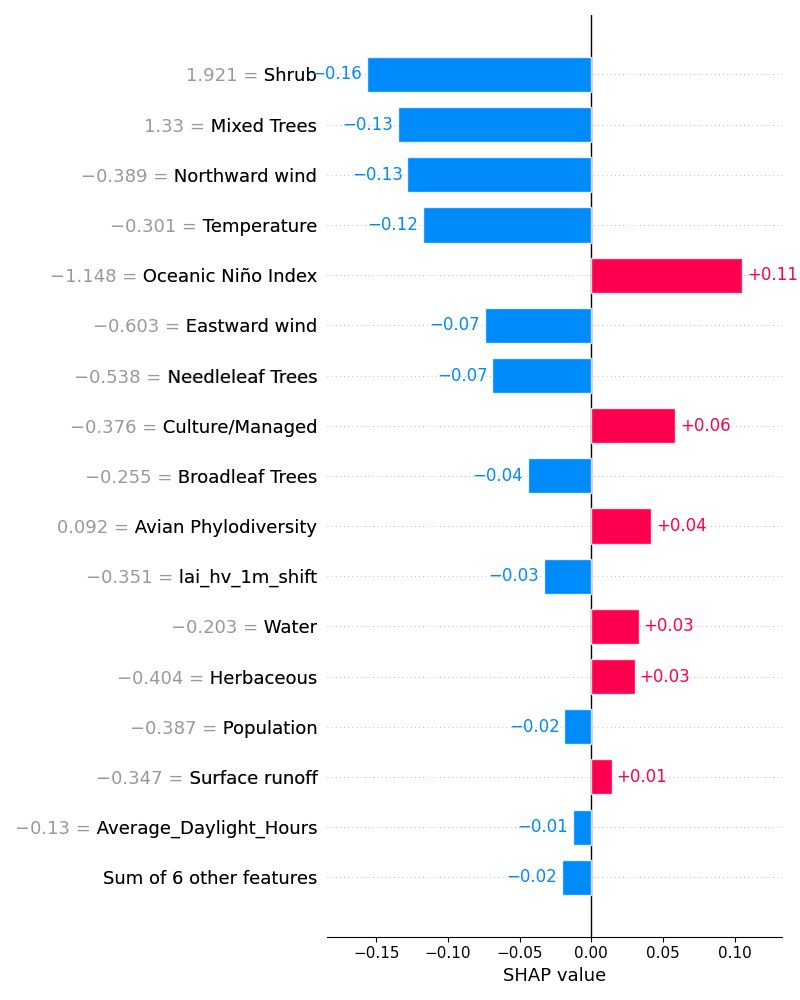 1.921 = Shrub −0.16
1.33 = Mixed Trees −0.13
−0.389 = Northward wind −0.13
−0.301 = Temperature −0.12
−1.148 = Oceanic Niño Index +0.11
−0.603 = Eastward wind −0.07
−0.538 = Needleleaf Trees −0.07
−0.376 = Culture/Managed +0.06
−0.255 = Broadleaf Trees −0.04
0.092 = Avian Phylodiversity +0.04
−0.351 = lai_hv_1m_shift −0.03
−0.203 = Water +0.03
−0.404 = Herbaceous +0.03
−0.387 = Population −0.02
−0.347 = Surface runoff +0.01
−0.13 = Average_Daylight_Hours −0.01
Sum of 6 other features −0.02
−0.15 −0.10 −0.05 0.00 0.05 0.10
SHAP value